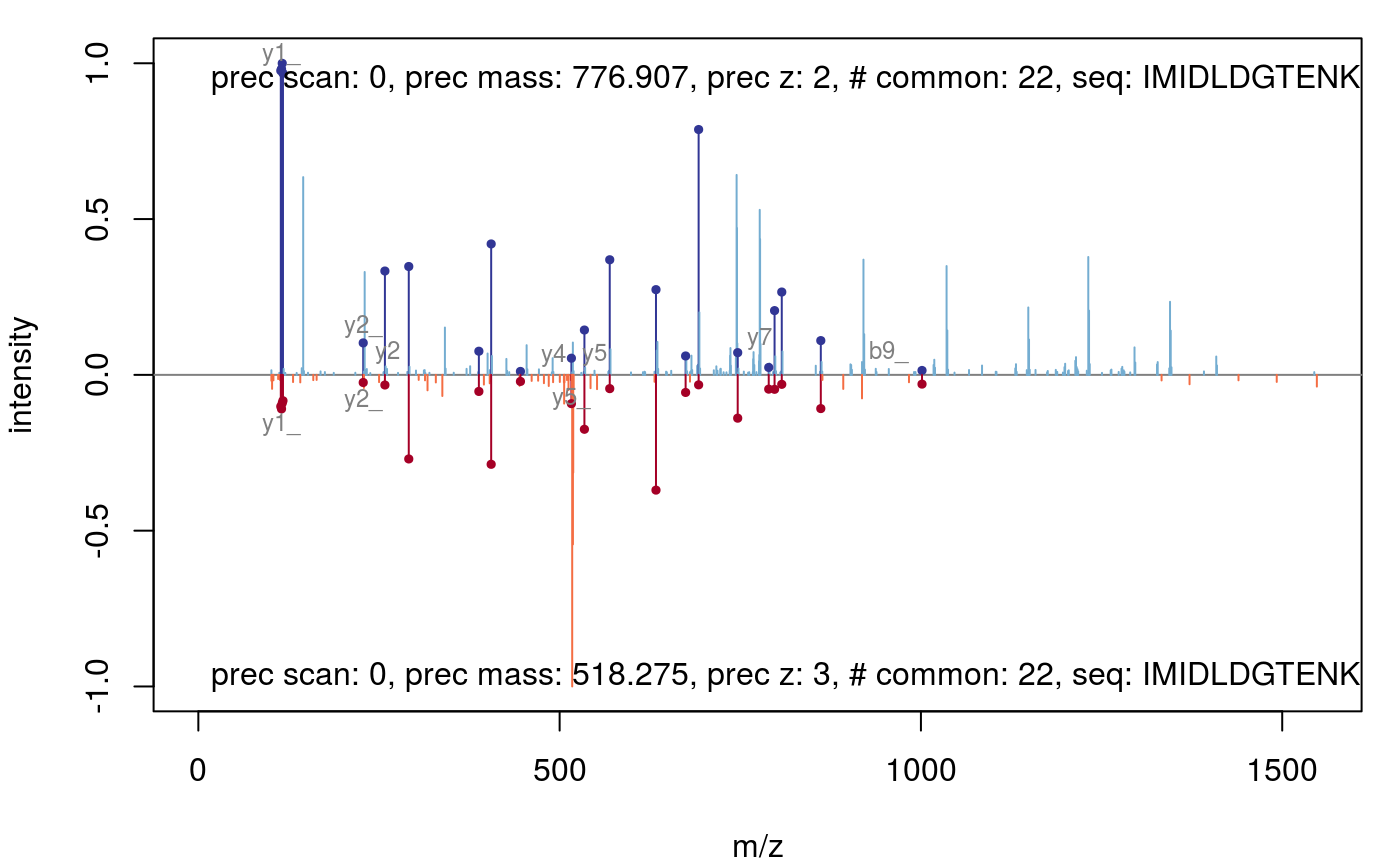 y1_
prec scan: 0, prec mass: 776.907, prec z: 2, # common: 22, seq: IMIDLDGTENK
y2_
y2
y4_
y5
y7
b9_
y2_
y5_
y1_
prec scan: 0, prec mass: 518.275, prec z: 3, # common: 22, seq: IMIDLDGTENK
1.0
0.5
0.0
-0.5
-1.0
intensity
0
500
1000
1500
m/z